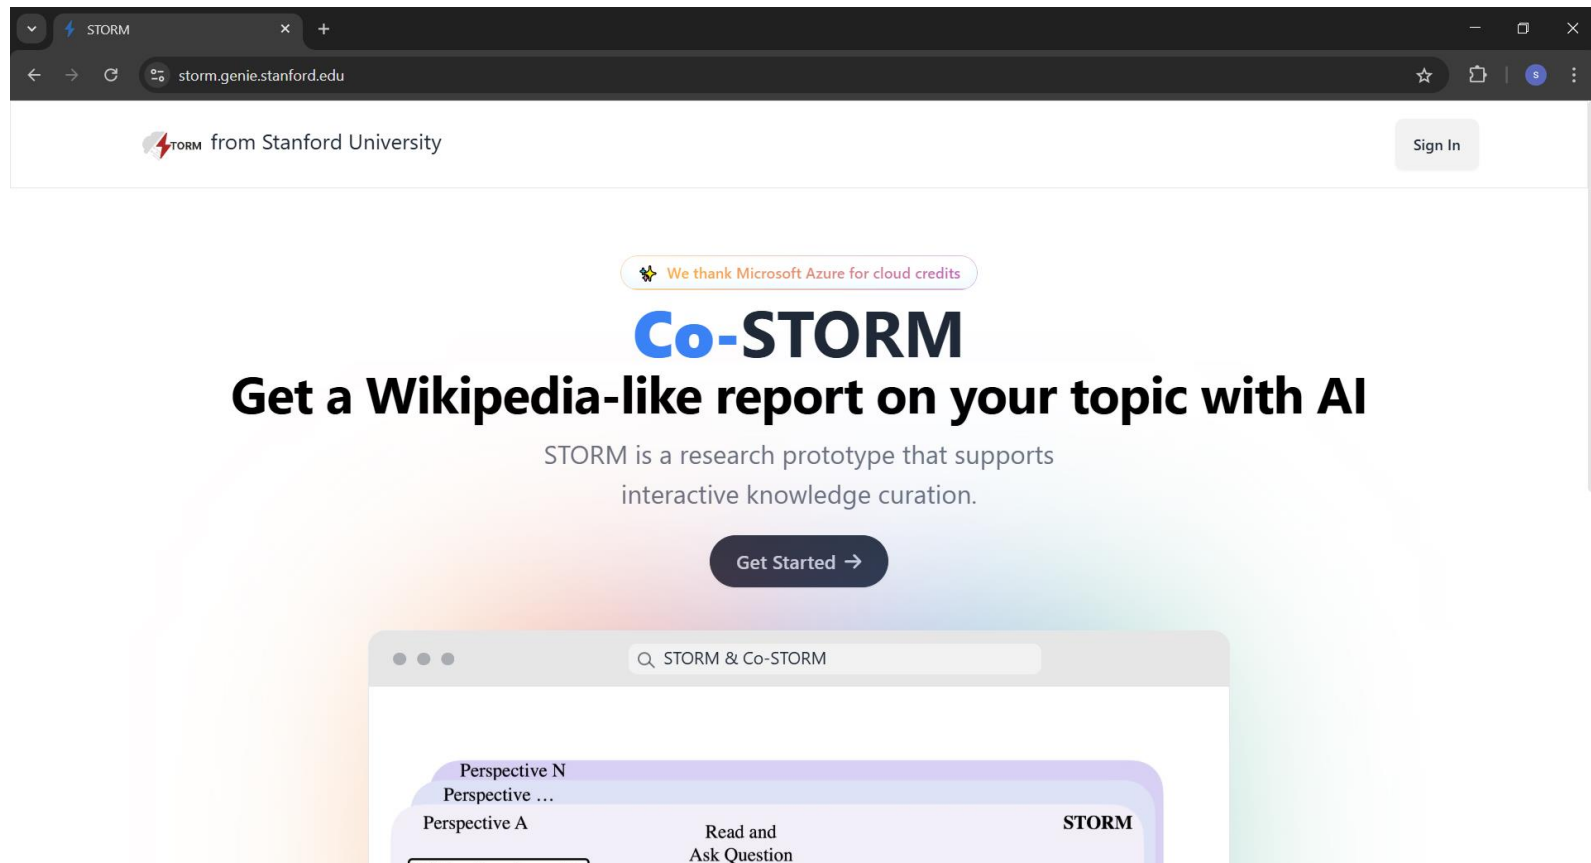 STORM
storm.genie.stanford.edu
S
TORM from Stanford University
Sign In
We thank Microsoft Azure for cloud credits
Co-STORM
Get a Wikipedia-like report on your topic with AI
STORM is a research prototype that supports
interactive knowledge curation.
Get Started →
STORM & Co-STORM
Perspective N
Perspective …
Perspective A
STORM
Read and
Ask Question